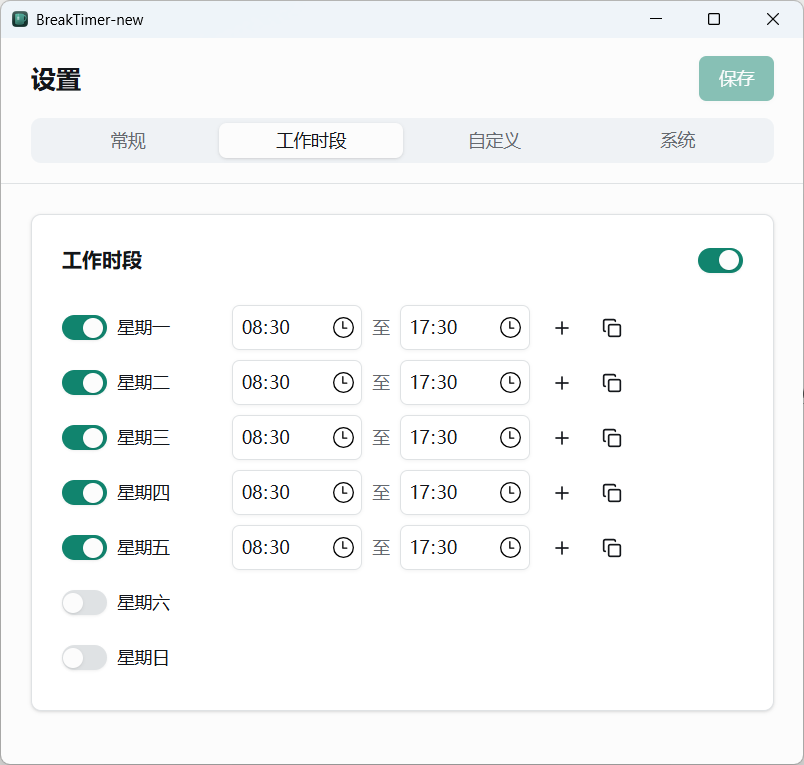 BreakTimer-new
设置
保存
常规 工作时段 自定义 系统
工作时段
星期一 08:30 至 17:30
星期二 08:30 至 17:30
星期三 08:30 至 17:30
星期四 08:30 至 17:30
星期五 08:30 至 17:30
星期六
星期日